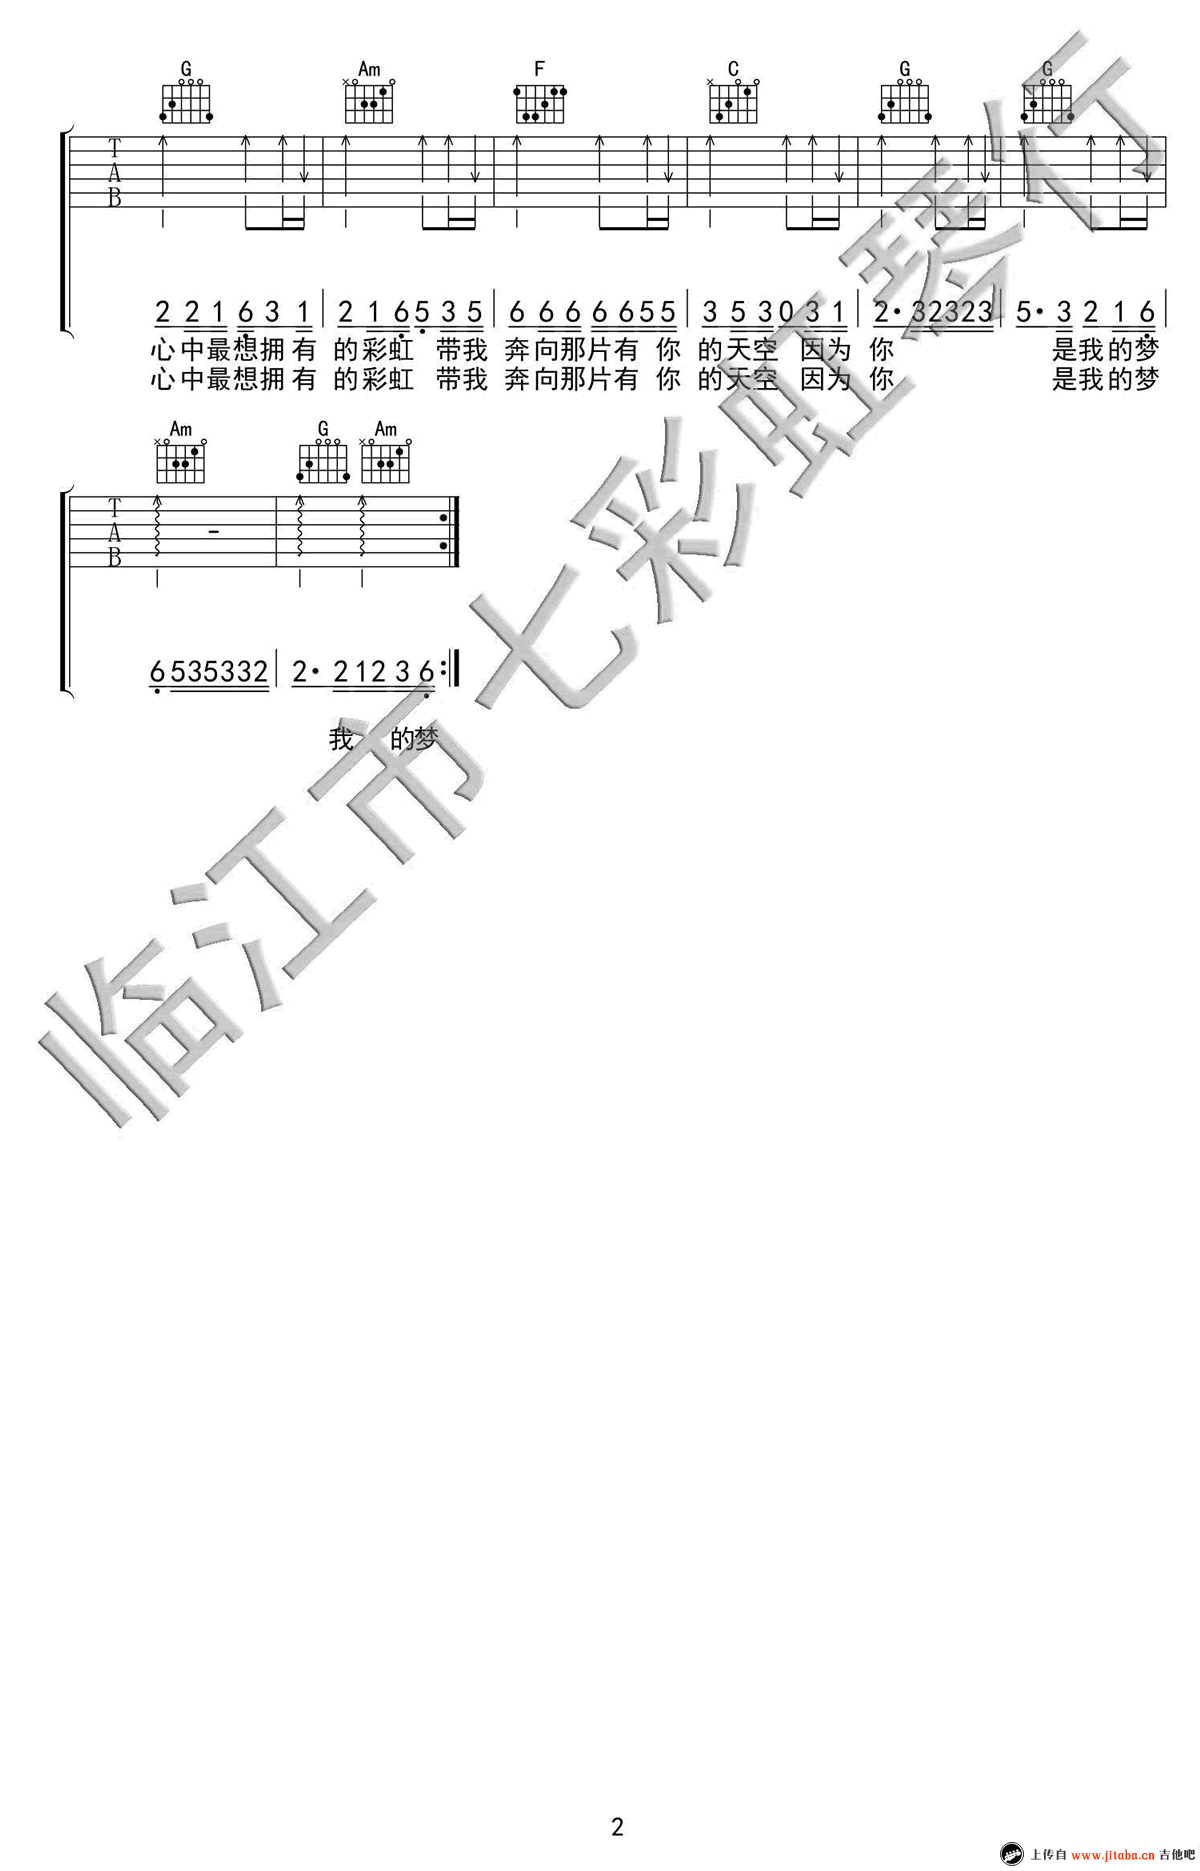 G Am F C G G
T
A
B
2 2 1 6 3 1 2 1 6 5 3 5 6 6 6 6 6 5 5 3 5 3 0 3 1 2· 3 2 3 2 3 5· 3 2 1 6
心中最想拥有 的彩虹 带我 奔向那片有 你 的天空 因为 你 是我的梦
心中最想拥有 的彩虹 带我 奔向那片有 你 的天空 因为 你 是我的梦
Am G Am
T
A
B
6 5 3 5 3 3 2 2· 2 1 2 3 6
我 的梦
临江市七彩虹琴行
2
上传自 www.jitaba.cn 吉他吧